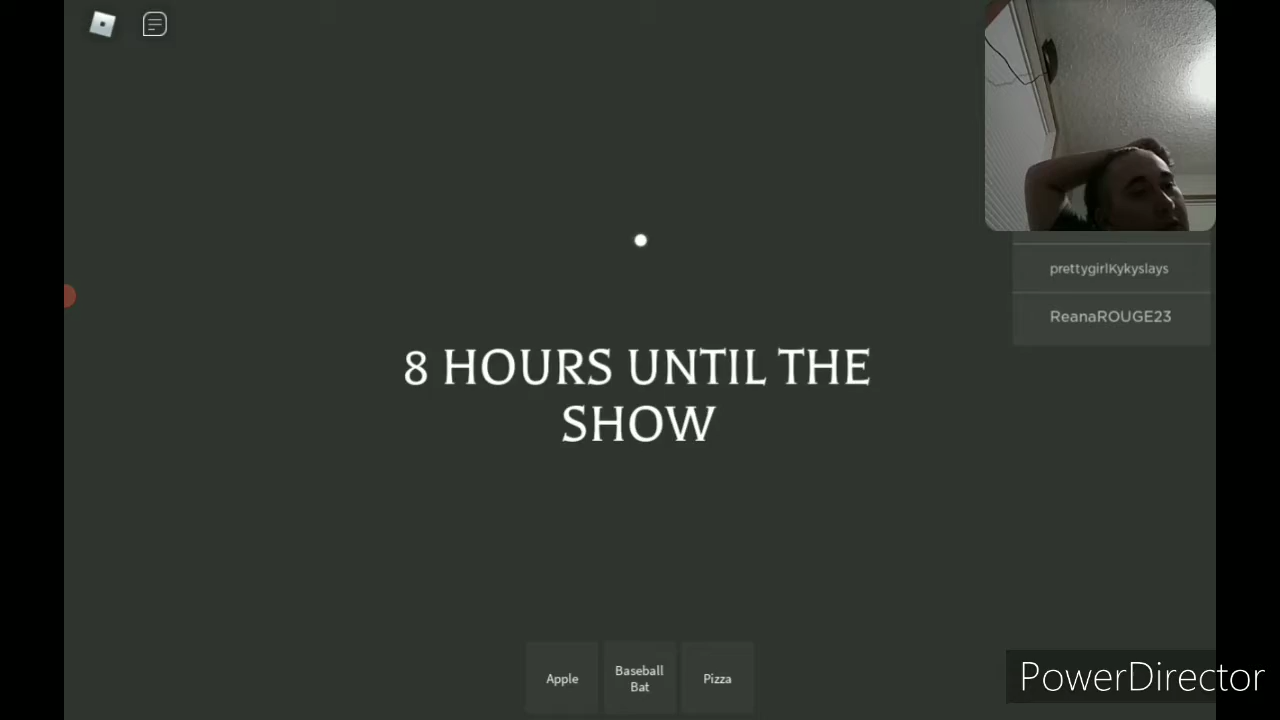 prettygirlKykyslays
ReanaROUGE23
8 HOURS UNTIL THE
SHOW
Apple
Baseball
Bat
Pizza
PowerDirector